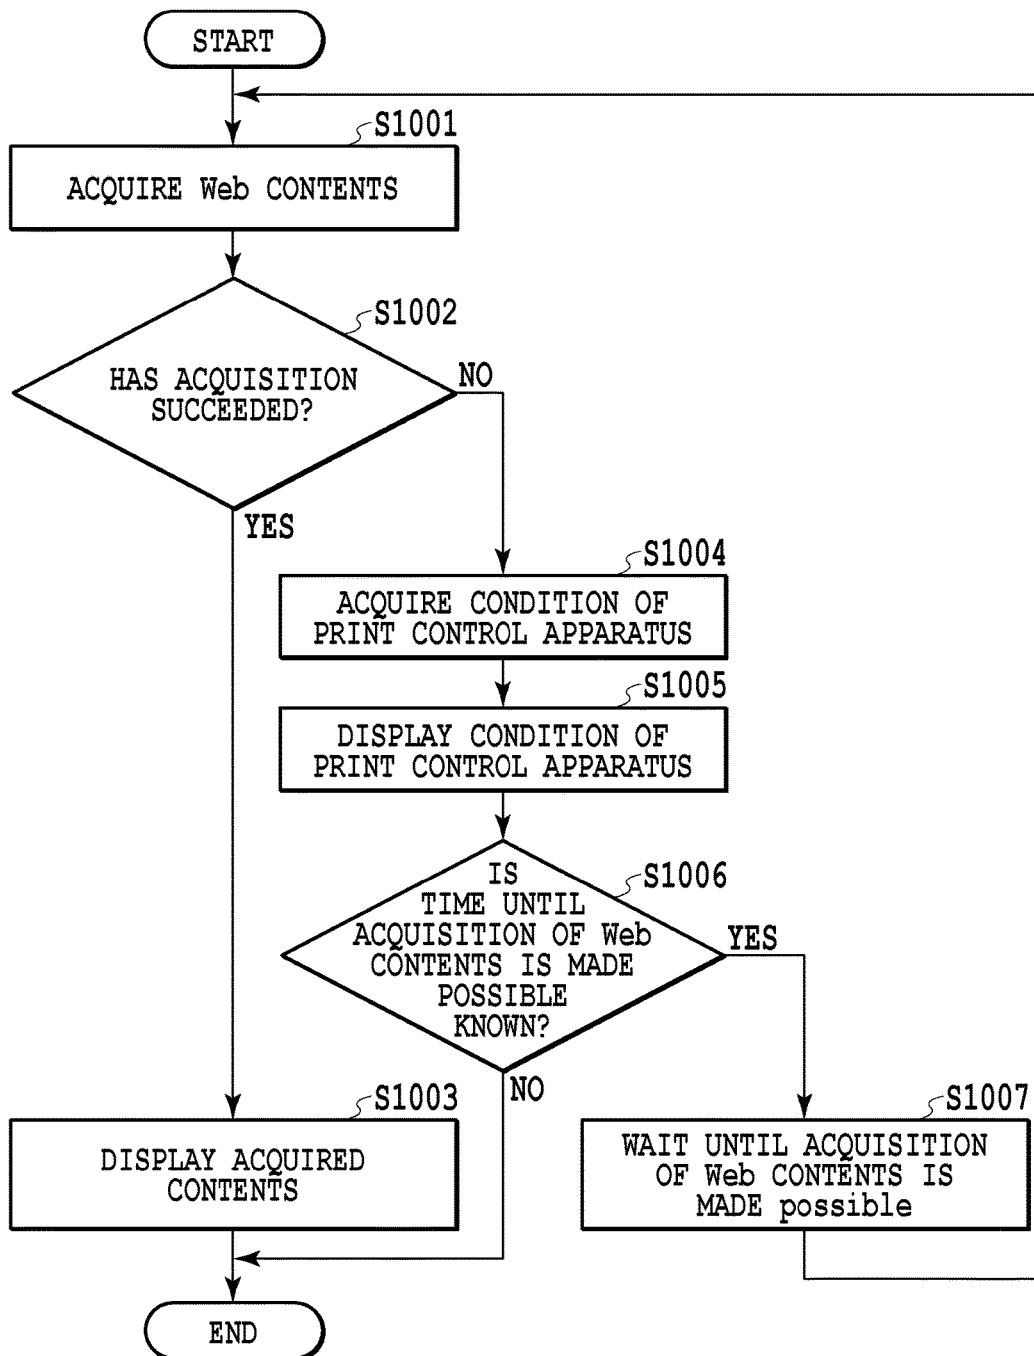 START
S1001
ACQUIRE Web CONTENTS
S1002
HAS ACQUISITION
SUCCEEDED?
NO
YES
S1004
ACQUIRE CONDITION OF
PRINT CONTROL APPARATUS
S1005
DISPLAY CONDITION OF
PRINT CONTROL APPARATUS
S1006
IS
TIME UNTIL
ACQUISITION OF Web
CONTENTS IS MADE
POSSIBLE
KNOWN?
YES
NO
S1003
DISPLAY ACQUIRED
CONTENTS
S1007
WAIT UNTIL ACQUISITION
OF Web CONTENTS IS
MADE possible
END